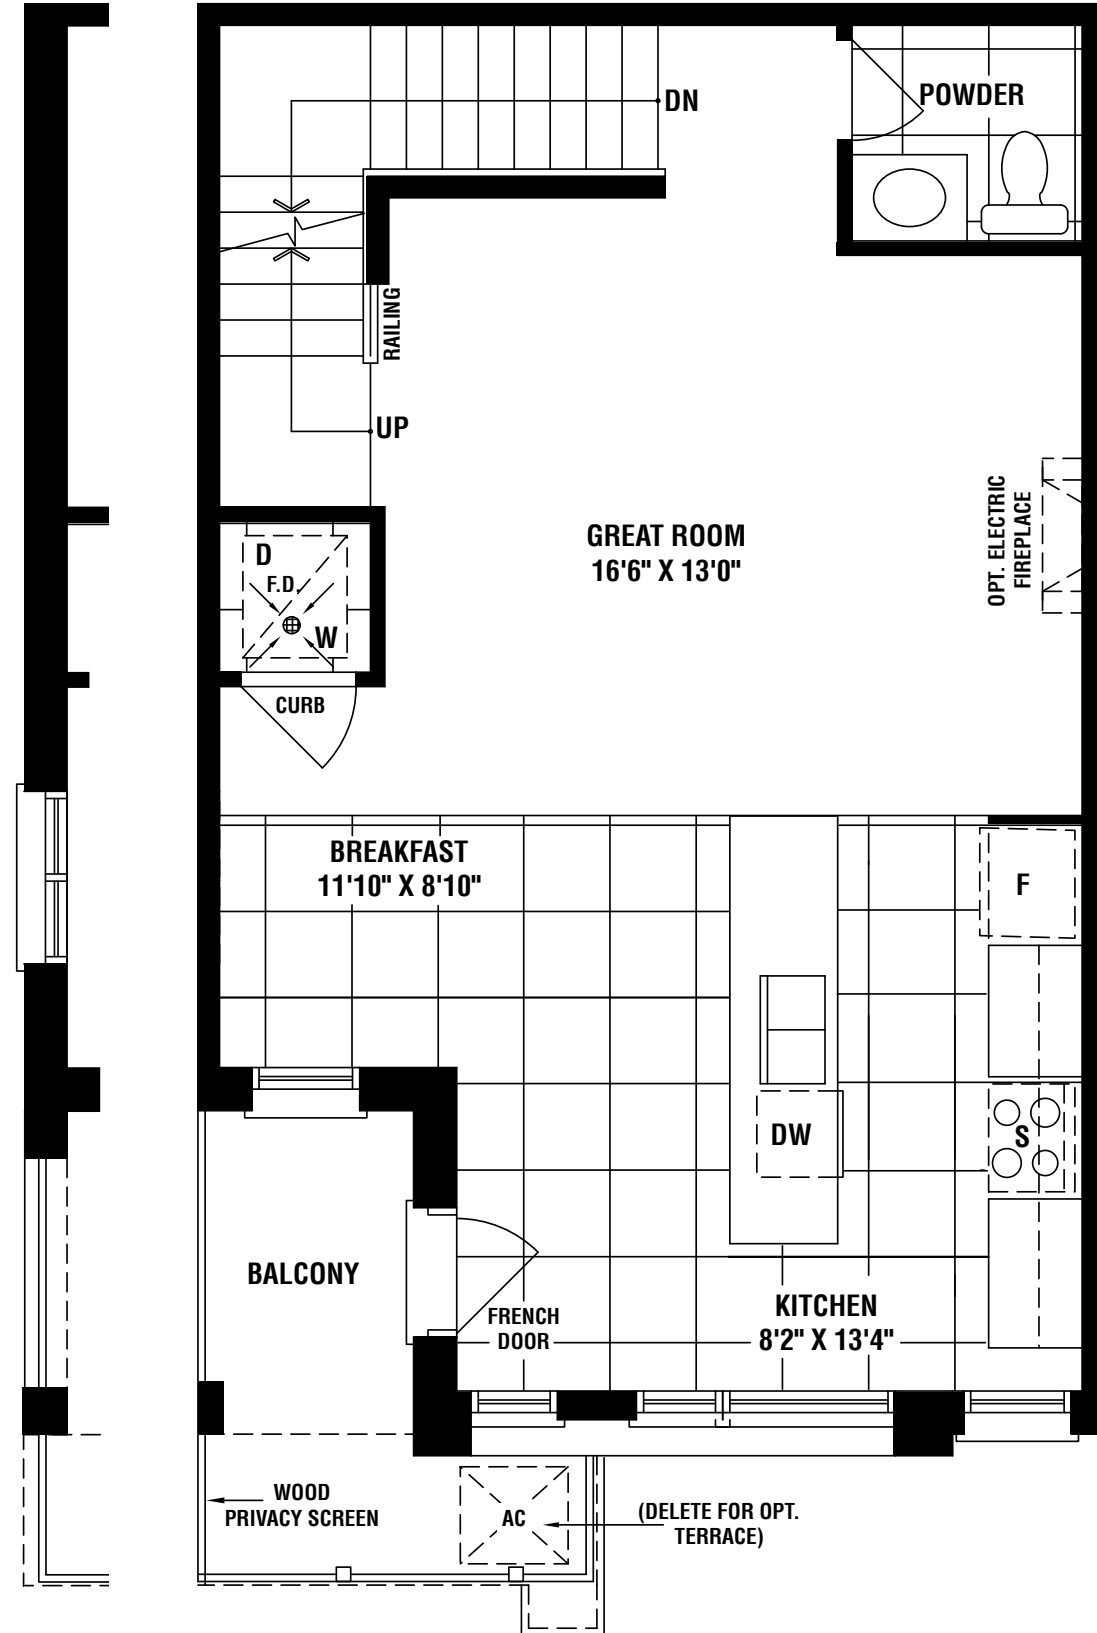 DN
POWDER
RAILING
UP
GREAT ROOM
16'6" X 13'0"
OPT. ELECTRIC
FIREPLACE
D
F.D.
W
CURB
BREAKFAST
11'10" X 8'10"
F
DW
S
BALCONY
FRENCH
DOOR
KITCHEN
8'2" X 13'4"
WOOD
PRIVACY SCREEN
AC
(DELETE FOR OPT.
TERRACE)